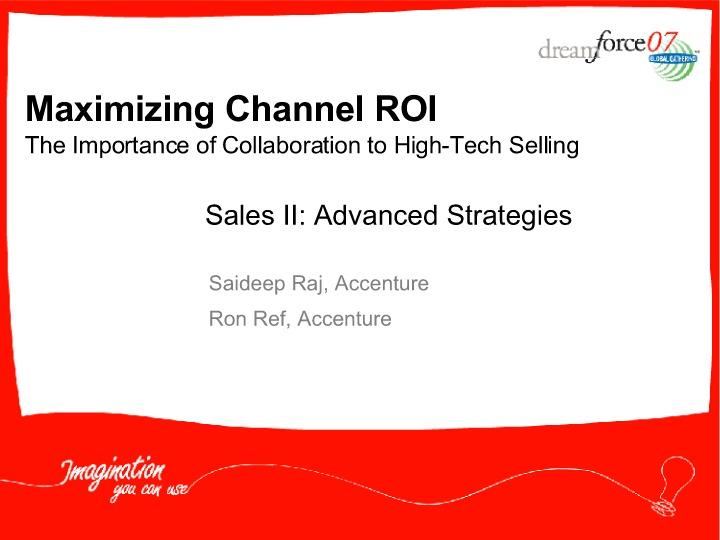 dreamforce07
GLOBAL GATHERING
Maximizing Channel ROI
The Importance of Collaboration to High-Tech Selling
Sales II: Advanced Strategies
Saideep Raj, Accenture
Ron Ref, Accenture
Imagination
you can use